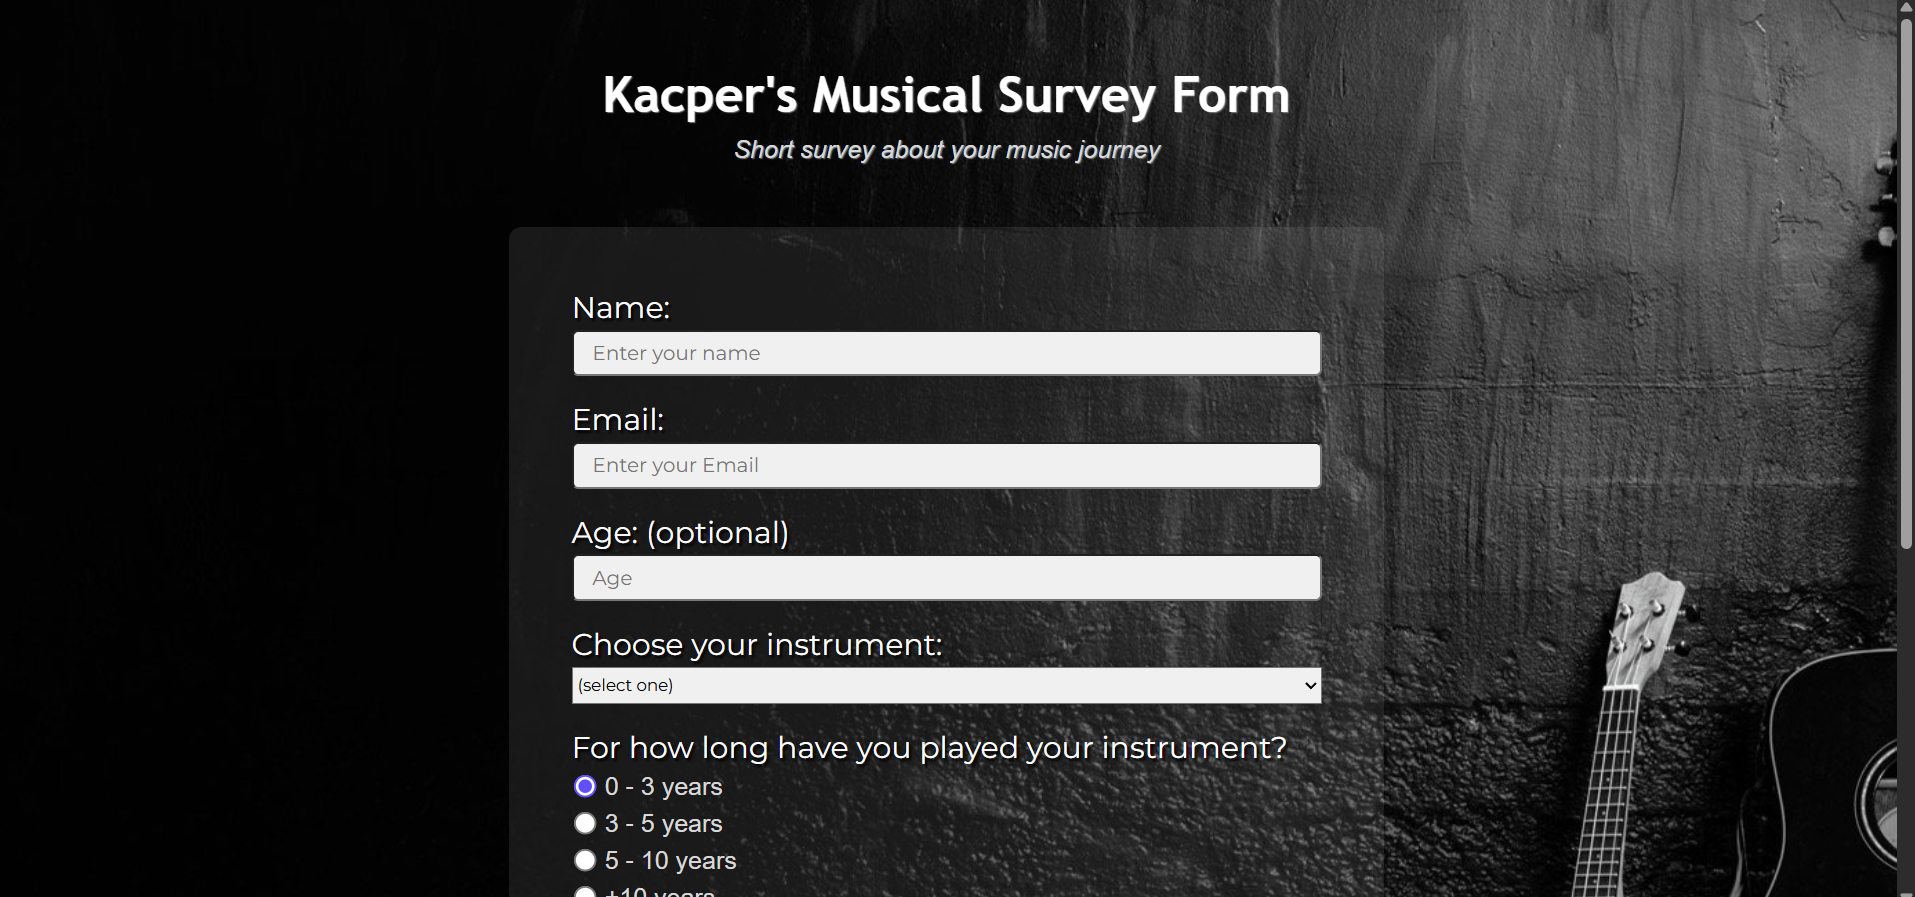 Kacper's Musical Survey Form
Short survey about your music journey
Name:
Enter your name
Email:
Enter your Email
Age: (optional)
Age
Choose your instrument:
(select one)
For how long have you played your instrument?
0 - 3 years
3 - 5 years
5 - 10 years
+10 years